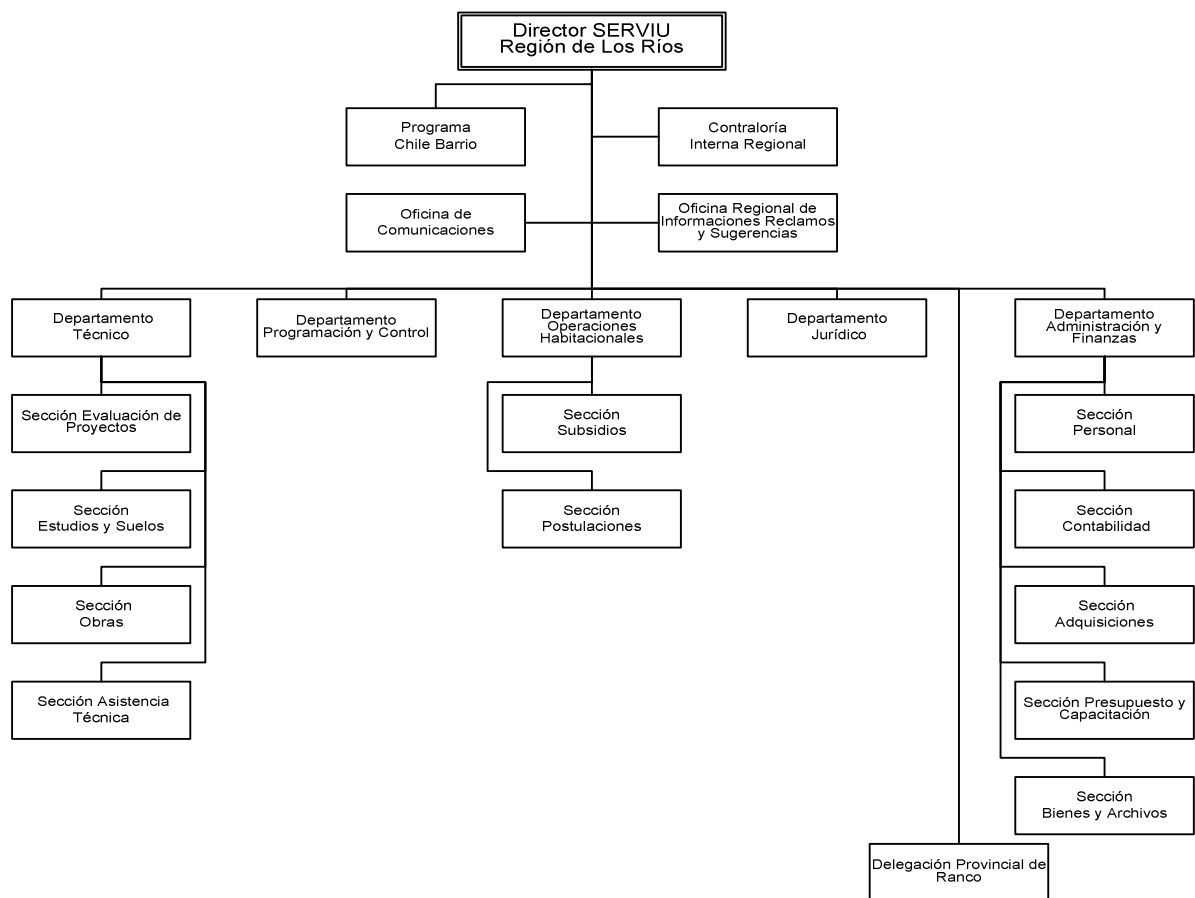 Director SERVIU
Región de Los Ríos
Programa
Chile Barrio
Contraloría
Interna Regional
Oficina de
Comunicaciones
Oficina Regional de
Informaciones Reclamos
y Sugerencias
Departamento
Técnico
Departamento
Programación y Control
Departamento
Operaciones
Habitacionales
Departamento
Jurídico
Departamento
Administración y
Finanzas
Sección Evaluación de
Proyectos
Sección
Subsidios
Sección
Personal
Sección
Estudios y Suelos
Sección
Postulaciones
Sección
Contabilidad
Sección
Obras
Sección
Adquisiciones
Sección Asistencia
Técnica
Sección Presupuesto y
Capacitación
Sección
Bienes y Archivos
Delegación Provincial de
Ranco